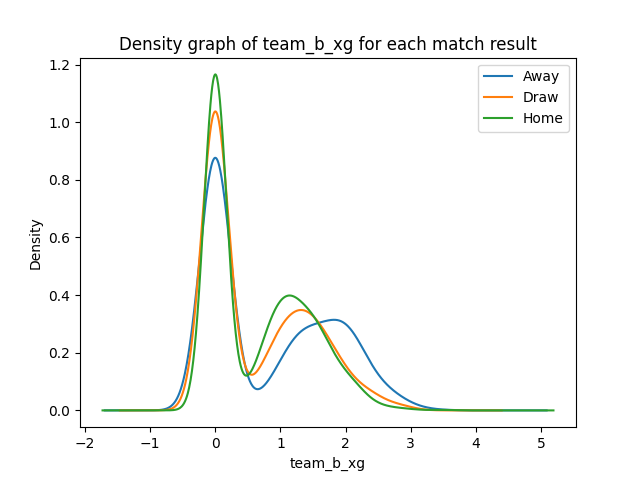 Density graph of team_b_xg for each match result
1.2
1.0
0.8
0.6
0.4
0.2
0.0
Density
−2
−1
0
1
2
3
4
5
team_b_xg
Away
Draw
Home